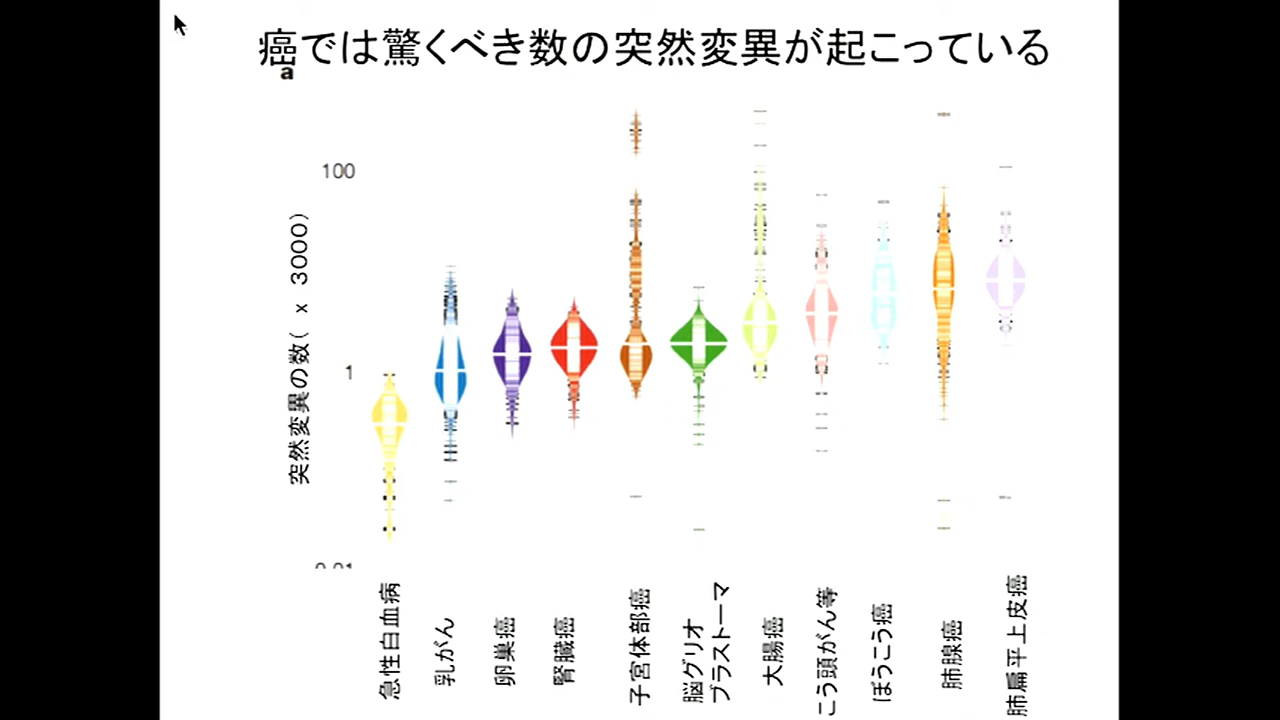 癌では驚くべき数の突然変異が起こっている
a
100
1
0.01
突然変異の数( x 3000)
急性白血病
乳がん
卵巣癌
腎臓癌
子宮体部癌
脳グリオ
ブラストーマ
大腸癌
こう頭がん等
ぼうこう癌
肺腺癌
肺扁平上皮癌